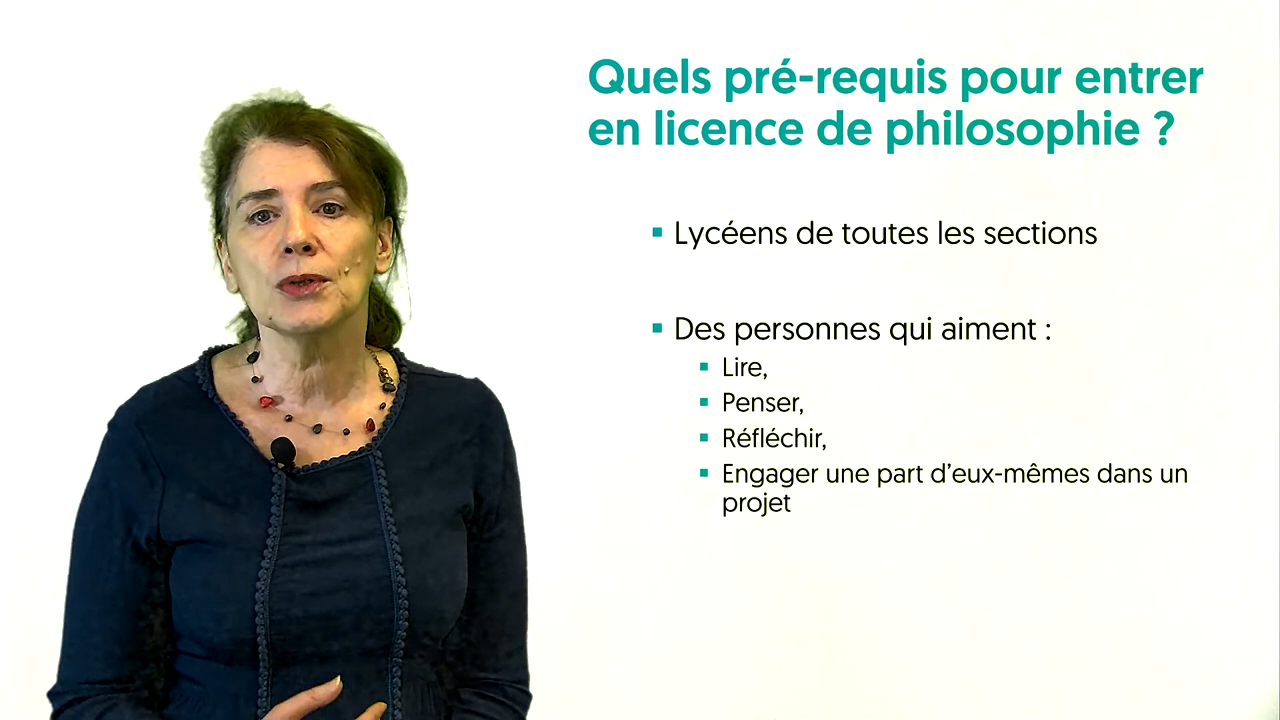 Quels pré-requis pour entrer
en licence de philosophie ?
Lycéens de toutes les sections
Des personnes qui aiment :
Lire,
Penser,
Réfléchir,
Engager une part d’eux-mêmes dans un
projet